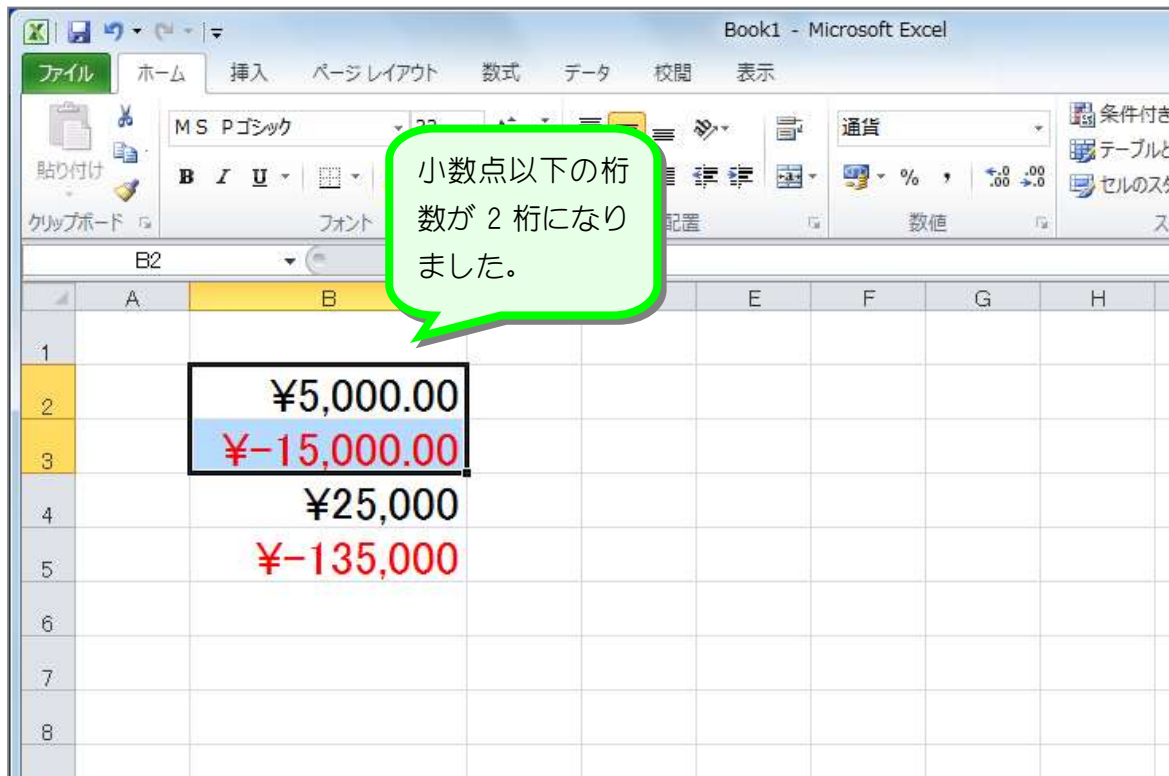 Book1 - Microsoft Excel
ファイル ホーム 挿入 ページ レイアウト 数式 データ 校閲 表示
ＭＳ Ｐゴシック
通貨
条件付き
貼り付け
テーブルと
B I U
% ,
セルのスタ
クリップボード フォント 配置 数値 ス
小数点以下の桁
数が 2 桁になり
ました。
B2
A B E F G H
1
2 ¥5,000.00
3 ¥-15,000.00
4 ¥25,000
5 ¥-135,000
6
7
8